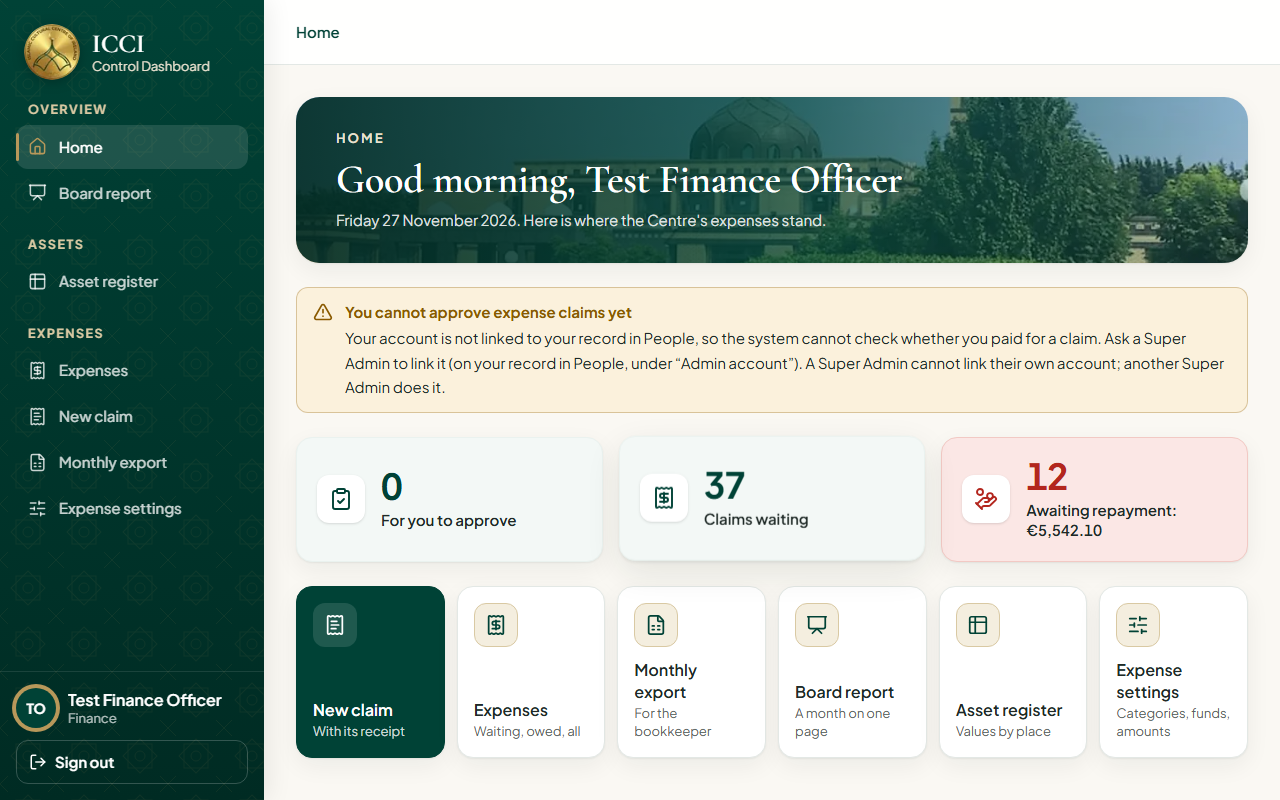 ICCI
Control Dashboard
OVERVIEW
Home
Board report
ASSETS
Asset register
EXPENSES
Expenses
New claim
Monthly export
Expense settings
TO
Test Finance Officer
Finance
Sign out
Home
HOME
Good morning, Test Finance Officer
Friday 27 November 2026. Here is where the Centre's expenses stand.
You cannot approve expense claims yet
Your account is not linked to your record in People, so the system cannot check whether you paid for a claim. Ask a Super
Admin to link it (on your record in People, under “Admin account”). A Super Admin cannot link their own account; another Super
Admin does it.
0
For you to approve
37
Claims waiting
12
Awaiting repayment:
€5,542.10
New claim
With its receipt
Expenses
Waiting, owed, all
Monthly
export
For the
bookkeeper
Board report
A month on one
page
Asset register
Values by place
Expense
settings
Categories, funds,
amounts